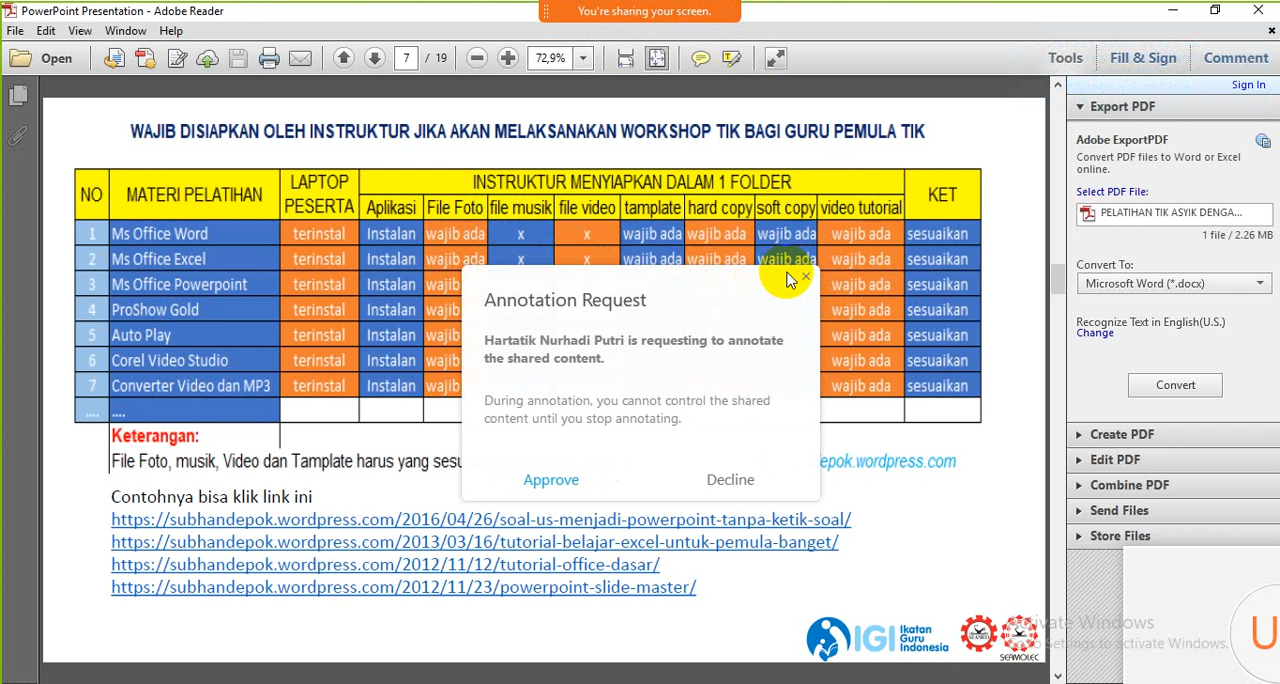 PowerPoint Presentation - Adobe Reader
You're sharing your screen.
File Edit View Window Help
Open 7 / 19 72,9% Tools Fill & Sign Comment
Sign In
WAJIB DISIAPKAN OLEH INSTRUKTUR JIKA AKAN MELAKSANAKAN WORKSHOP TIK BAGI GURU PEMULA TIK
NO MATERI PELATIHAN LAPTOP PESERTA INSTRUKTUR MENYIAPKAN DALAM 1 FOLDER KET
Aplikasi File Foto file musik file video tamplate hard copy soft copy video tutorial
1 Ms Office Word terinstal Instalan wajib ada x x wajib ada wajib ada wajib ada wajib ada sesuaikan
2 Ms Office Excel terinstal Instalan wajib ada x x wajib ada wajib ada wajib ada wajib ada sesuaikan
3 Ms Office Powerpoint terinstal Instalan wajib wajib ada sesuaikan
4 ProShow Gold terinstal Instalan wajib wajib ada sesuaikan
5 Auto Play terinstal Instalan wajib wajib ada sesuaikan
6 Corel Video Studio terinstal Instalan wajib wajib ada sesuaikan
7 Converter Video dan MP3 terinstal Instalan wajib wajib ada sesuaikan
.... ....
Keterangan:
File Foto, musik, Video dan Tamplate harus yang sesu epok.wordpress.com
Contohnya bisa klik link ini
https://subhandepok.wordpress.com/2016/04/26/soal-us-menjadi-powerpoint-tanpa-ketik-soal/
https://subhandepok.wordpress.com/2013/03/16/tutorial-belajar-excel-untuk-pemula-banget/
https://subhandepok.wordpress.com/2012/11/12/tutorial-office-dasar/
https://subhandepok.wordpress.com/2012/11/23/powerpoint-slide-master/
Annotation Request
Hartatik Nurhadi Putri is requesting to annotate
the shared content.
During annotation, you cannot control the shared
content until you stop annotating.
Approve Decline
IGI Ikatan
Guru
Indonesia
SEAMOLEC
Export PDF
Adobe ExportPDF
Convert PDF files to Word or Excel
online.
Select PDF File:
PELATIHAN TIK ASYIK DENGA...
1 file / 2.26 MB
Convert To:
Microsoft Word (*.docx)
Recognize Text in English(U.S.)
Change
Convert
Create PDF
Edit PDF
Combine PDF
Send Files
Store Files
Activate Windows
Go to Settings to activate Windows.
U